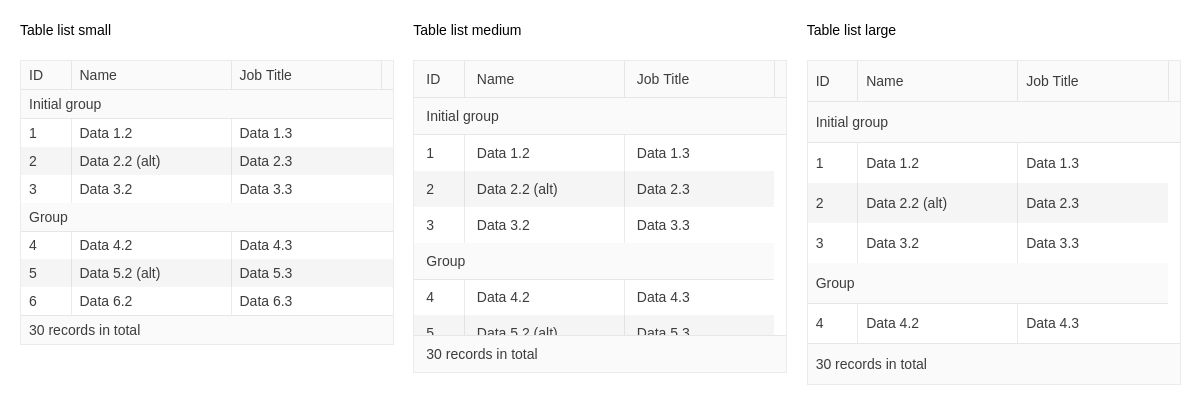 Table list small
ID Name Job Title
Initial group
1 Data 1.2 Data 1.3
2 Data 2.2 (alt) Data 2.3
3 Data 3.2 Data 3.3
Group
4 Data 4.2 Data 4.3
5 Data 5.2 (alt) Data 5.3
6 Data 6.2 Data 6.3
30 records in total
Table list medium
ID Name Job Title
Initial group
1 Data 1.2 Data 1.3
2 Data 2.2 (alt) Data 2.3
3 Data 3.2 Data 3.3
Group
4 Data 4.2 Data 4.3
5 Data 5.2 (alt) Data 5.3
30 records in total
Table list large
ID Name Job Title
Initial group
1 Data 1.2 Data 1.3
2 Data 2.2 (alt) Data 2.3
3 Data 3.2 Data 3.3
Group
4 Data 4.2 Data 4.3
30 records in total